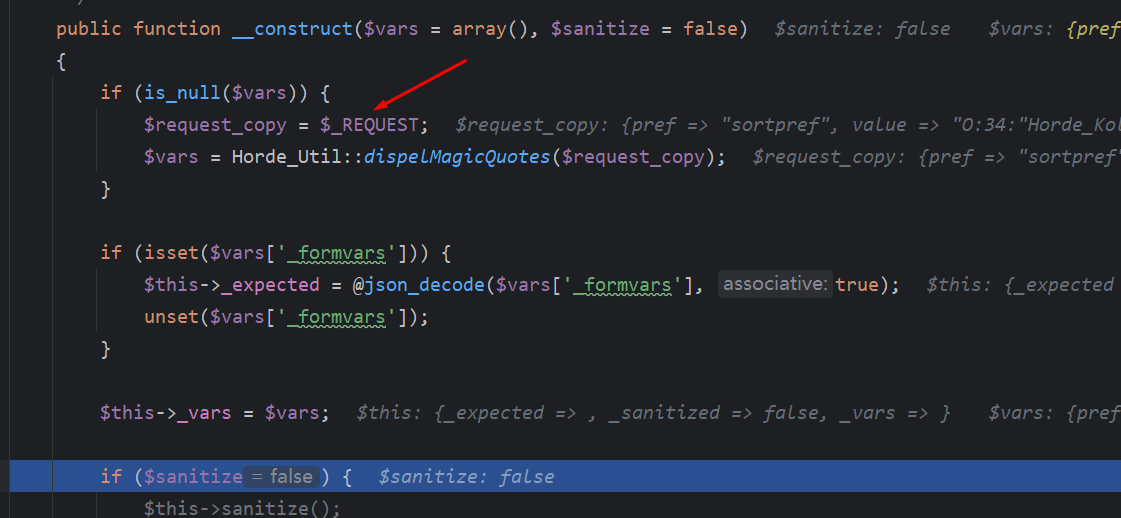 public function __construct($vars = array(), $sanitize = false)   $sanitize: false   $vars: {pref
{
if (is_null($vars)) {
$request_copy = $_REQUEST;   $request_copy: {pref => "sortpref", value => "O:34:"Horde_Kol
$vars = Horde_Util::dispelMagicQuotes($request_copy);   $request_copy: {pref => "sortpref"
}
if (isset($vars['_formvars'])) {
$this->_expected = @json_decode($vars['_formvars'], associative: true);   $this: {_expected
unset($vars['_formvars']);
}
$this->_vars = $vars;   $this: {_expected => , _sanitized => false, _vars => }   $vars: {pref
if ($sanitize = false ) {   $sanitize: false
$this->sanitize();